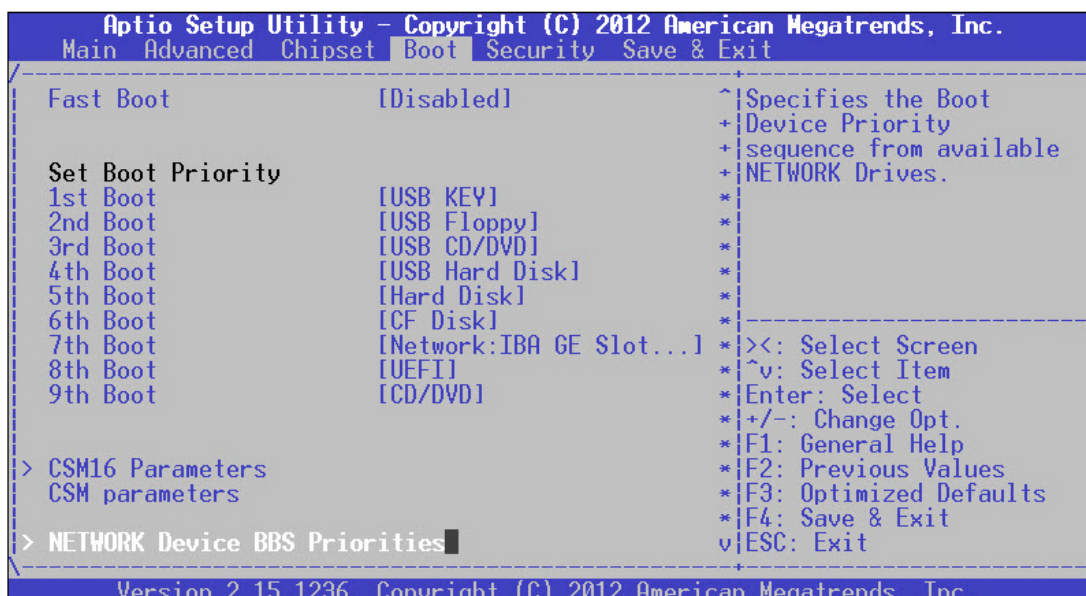 Aptio Setup Utility - Copyright (C) 2012 American Megatrends, Inc.
Main Advanced Chipset Boot Security Save & Exit
Fast Boot [Disabled]
Set Boot Priority
1st Boot [USB KEY]
2nd Boot [USB Floppy]
3rd Boot [USB CD/DVD]
4th Boot [USB Hard Disk]
5th Boot [Hard Disk]
6th Boot [CF Disk]
7th Boot [Network:IBA GE Slot...]
8th Boot [UEFI]
9th Boot [CD/DVD]
> CSM16 Parameters
CSM parameters
> NETWORK Device BBS Priorities
Specifies the Boot
Device Priority
sequence from available
NETWORK Drives.
><: Select Screen
^v: Select Item
Enter: Select
+/-: Change Opt.
F1: General Help
F2: Previous Values
F3: Optimized Defaults
F4: Save & Exit
ESC: Exit
Version 2.15.1236. Copyright (C) 2012 American Megatrends, Inc.